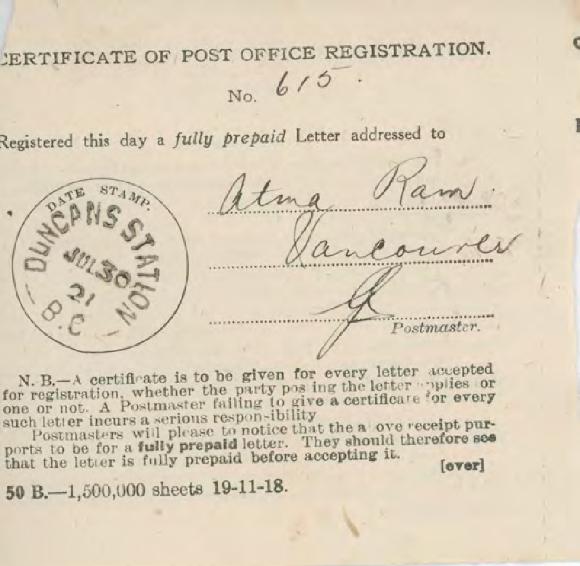 CERTIFICATE OF POST OFFICE REGISTRATION.
No. 615.
Registered this day a fully prepaid Letter addressed to
DATE STAMP.
DUNCANS STATION
JUL 30
21
B.C
Atma Ram.
Vancouver
Postmaster.
N. B.—A certificate is to be given for every letter accepted
for registration, whether the party pos ing the letter applies for
one or not. A Postmaster failing to give a certificate for every
such letter incurs a serious respon-ibility
Postmasters will please to notice that the a ove receipt pur-
ports to be for a fully prepaid letter. They should therefore see
that the letter is fully prepaid before accepting it.
[over]
50 B.—1,500,000 sheets 19-11-18.